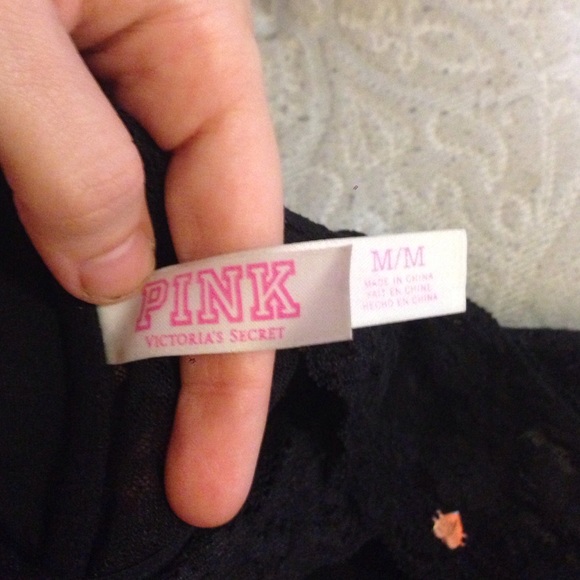 PINK
VICTORIA'S SECRET
M/M
MADE IN CHINA
FAIT EN CHINE
HECHO EN CHINA